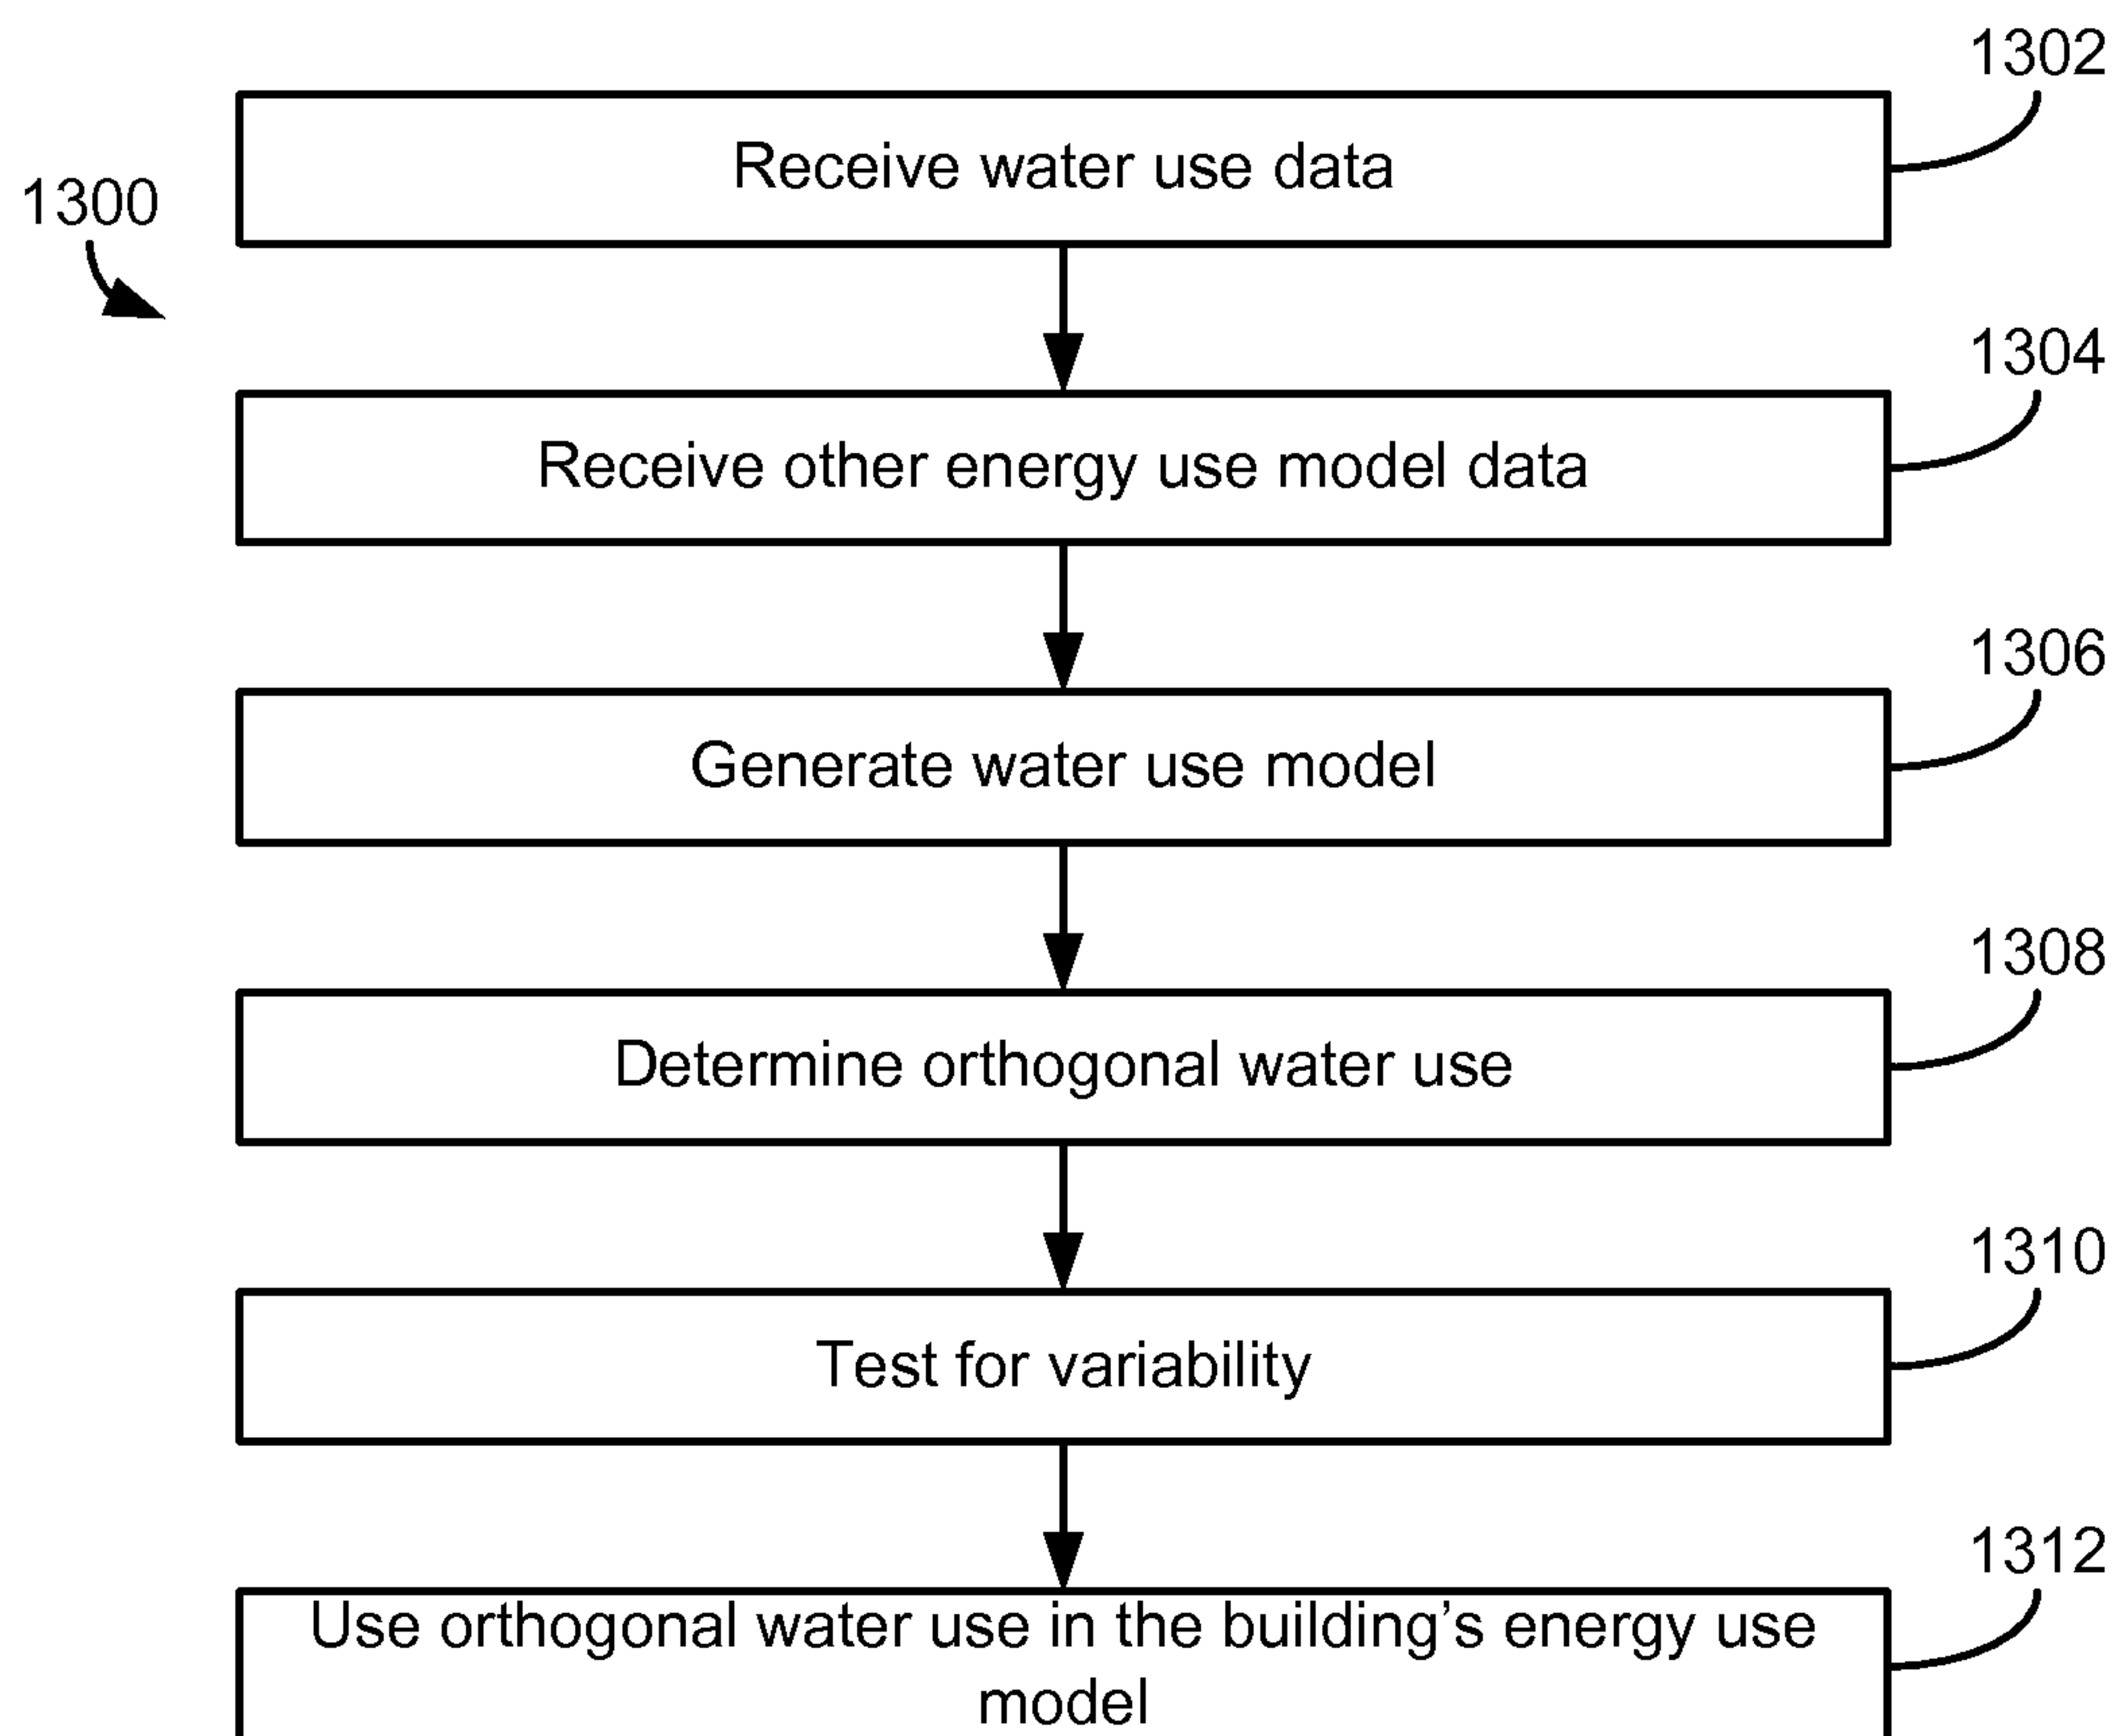 1302
Receive water use data
1300
1304
Receive other energy use model data
1306
Generate water use model
1308
Determine orthogonal water use
1310
Test for variability
1312
Use orthogonal water use in the building’s energy use
model